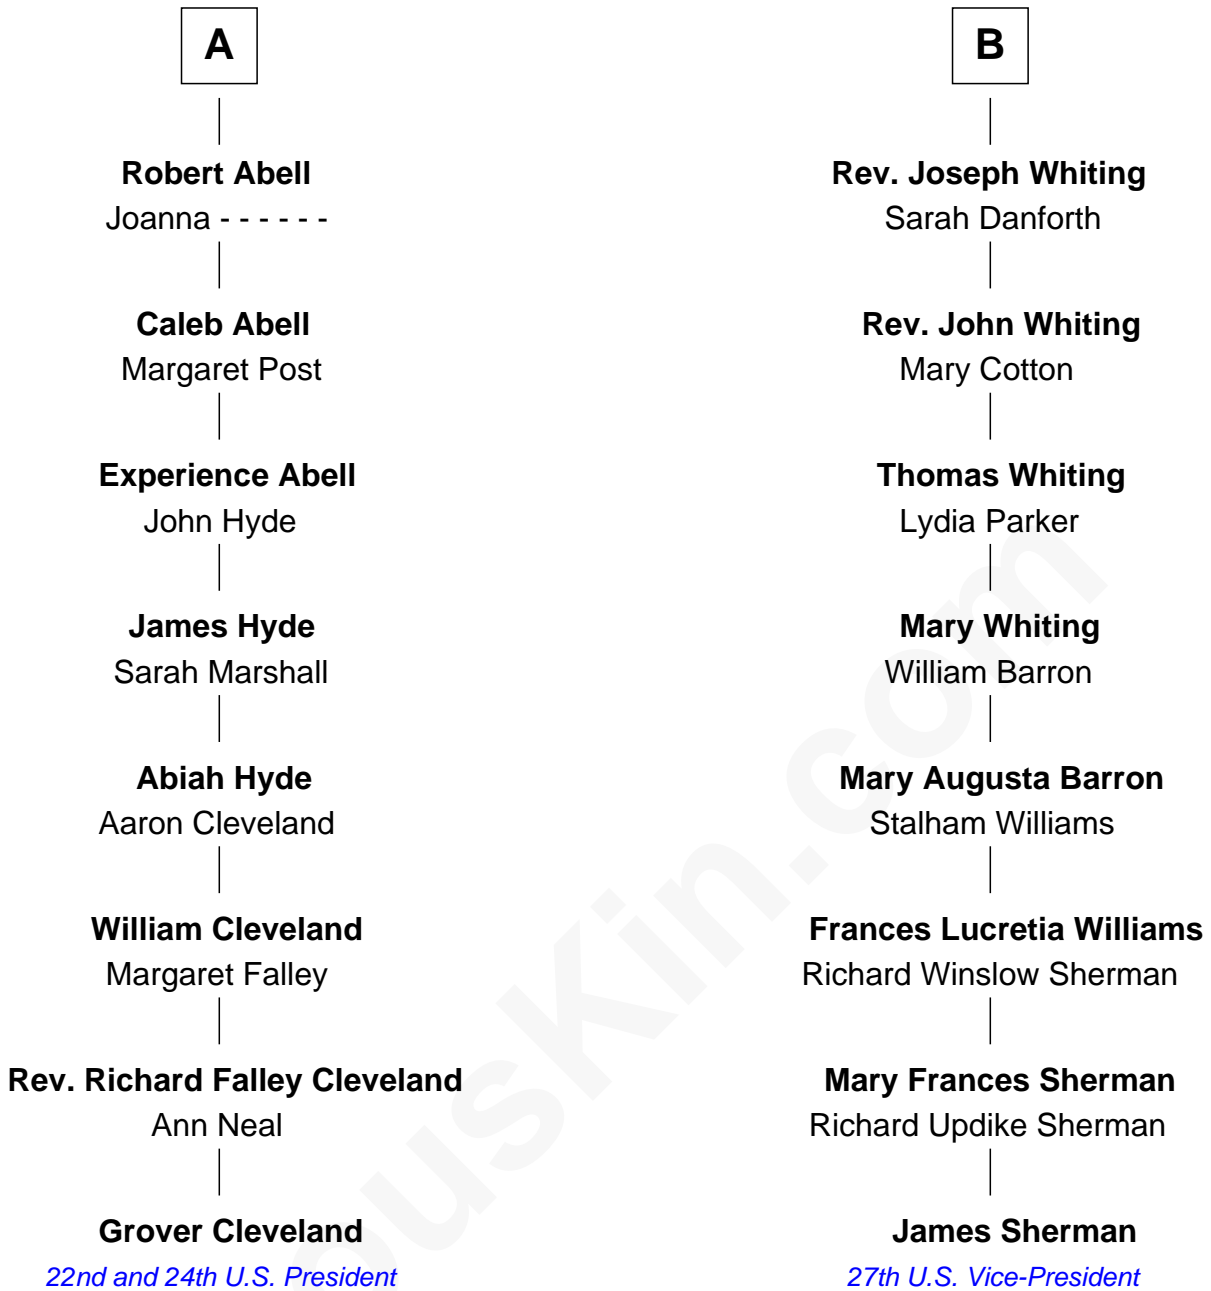 A
Robert Abell
Joanna - - - - - -
Caleb Abell
Margaret Post
Experience Abell
John Hyde
James Hyde
Sarah Marshall
Abiah Hyde
Aaron Cleveland
William Cleveland
Margaret Falley
Rev. Richard Falley Cleveland
Ann Neal
Grover Cleveland
22nd and 24th U.S. President
B
Rev. Joseph Whiting
Sarah Danforth
Rev. John Whiting
Mary Cotton
Thomas Whiting
Lydia Parker
Mary Whiting
William Barron
Mary Augusta Barron
Stalham Williams
Frances Lucretia Williams
Richard Winslow Sherman
Mary Frances Sherman
Richard Updike Sherman
James Sherman
27th U.S. Vice-President
ousKin.com